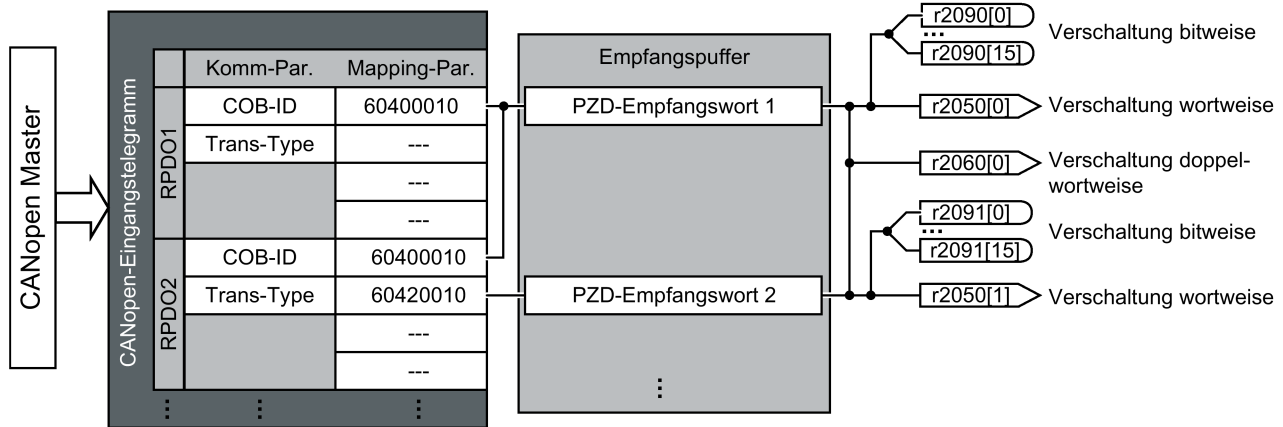 CANopen Master
CANopen-Eingangstelegramm
Komm-Par. Mapping-Par.
RPDO1
COB-ID 60400010
Trans-Type ---
---
---
RPDO2
COB-ID 60400010
Trans-Type 60420010
---
---
⋮ ⋮ ⋮
Empfangspuffer
PZD-Empfangswort 1
PZD-Empfangswort 2
⋮
r2090[0]
...
r2090[15]
Verschaltung bitweise
r2050[0] Verschaltung wortweise
r2060[0] Verschaltung doppel-
wortweise
r2091[0]
...
r2091[15]
Verschaltung bitweise
r2050[1] Verschaltung wortweise